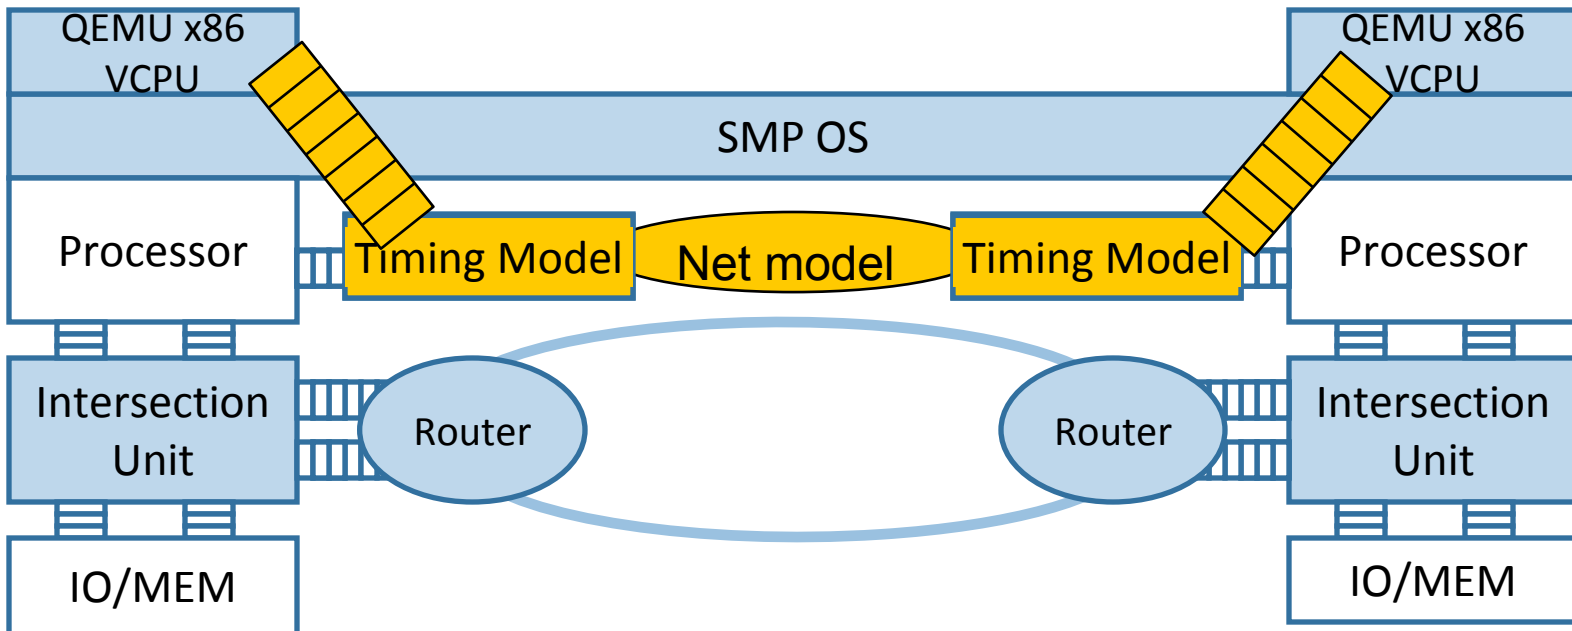 QEMU x86
VCPU
QEMU x86
VCPU
SMP OS
Processor
Timing Model
Net model
Timing Model
Processor
Intersection
Unit
Router
Router
Intersection
Unit
IO/MEM
IO/MEM